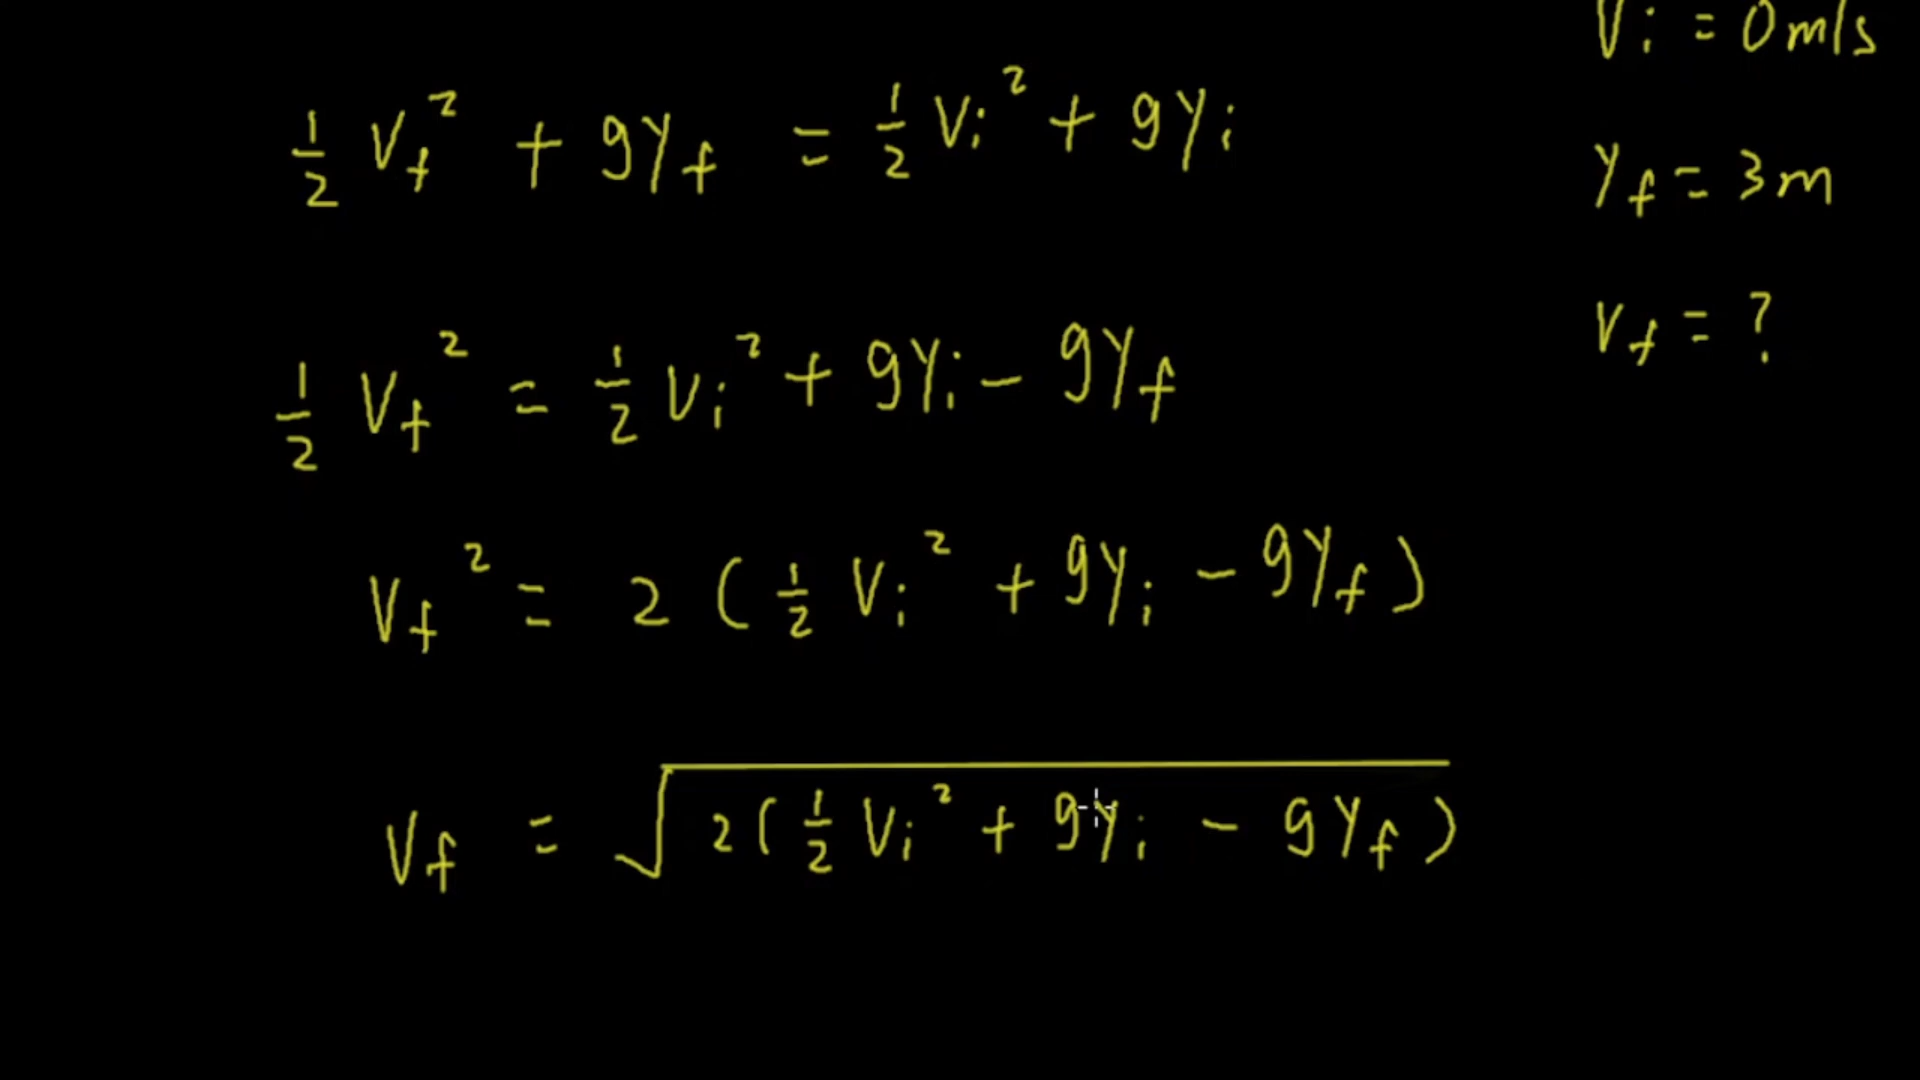 Vi = 0m/s
½ Vf² + gyf = ½ Vi² + gyi
yf = 3m
½ Vf² = ½ Vi² + gyi - gyf
Vf = ?
Vf² = 2 (½ Vi² + gyi - gyf)
Vf = √2(½ Vi² + gyi - gyf)